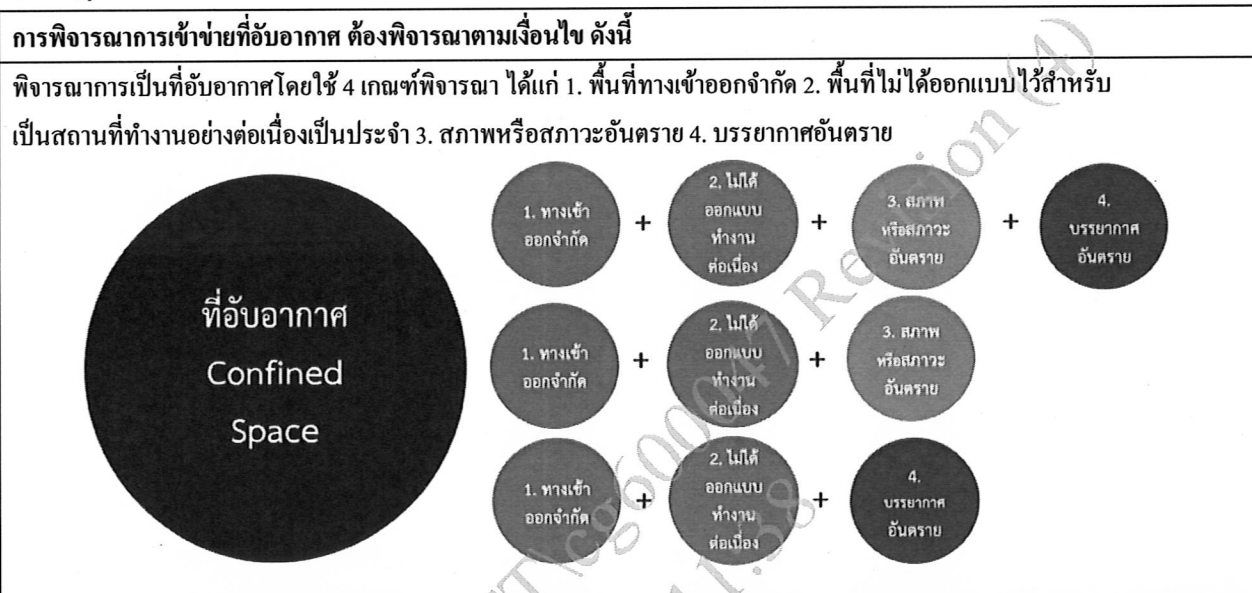 การพิจารณาการเข้าข่ายที่อับอากาศ ต้องพิจารณาตามเงื่อนไข ดังนี้
พิจารณาการเป็นที่อับอากาศโดยใช้ 4 เกณฑ์พิจารณา ได้แก่ 1. พื้นที่ทางเข้าออกจำกัด 2. พื้นที่ไม่ได้ออกแบบไว้สำหรับ
เป็นสถานที่ทำงานอย่างต่อเนื่องเป็นประจำ 3. สภาพหรือสภาวะอันตราย 4. บรรยากาศอันตราย
ที่อับอากาศ
Confined
Space
1. ทางเข้า
ออกจำกัด
+
2. ไม่ได้
ออกแบบ
ทำงาน
ต่อเนื่อง
+
3. สภาพ
หรือสภาวะ
อันตราย
+
4.
บรรยากาศ
อันตราย
1. ทางเข้า
ออกจำกัด
+
2. ไม่ได้
ออกแบบ
ทำงาน
ต่อเนื่อง
+
3. สภาพ
หรือสภาวะ
อันตราย
1. ทางเข้า
ออกจำกัด
+
2. ไม่ได้
ออกแบบ
ทำงาน
ต่อเนื่อง
+
4.
บรรยากาศ
อันตราย
T\cg600047 Revision (4)
11:38